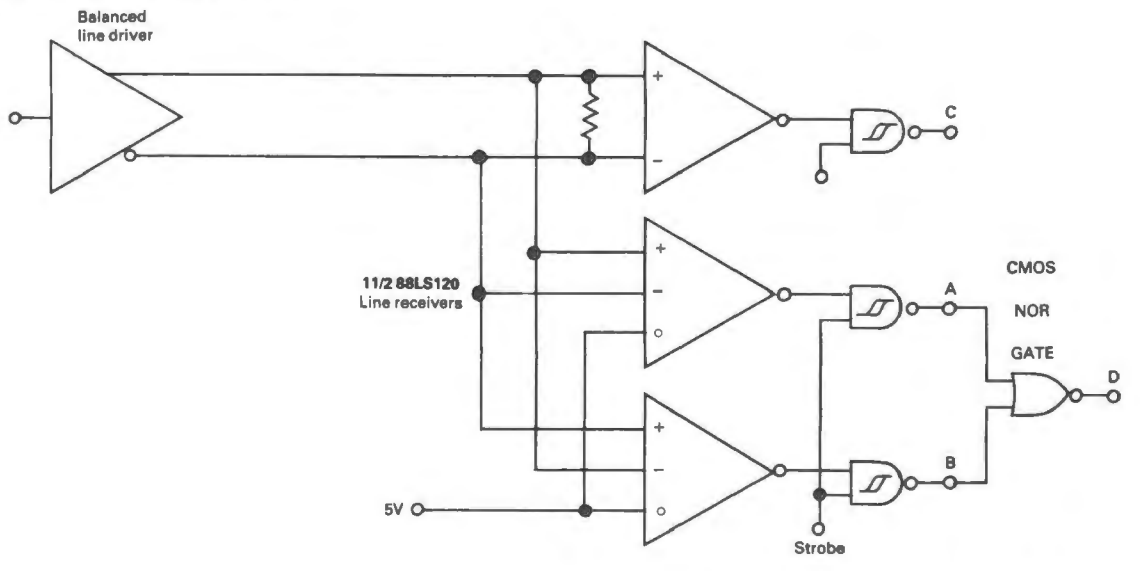 Balanced
line driver
+
−
C
11/2 88LS120
Line receivers
+
−
A
CMOS
NOR
GATE
D
+
−
B
5V
Strobe